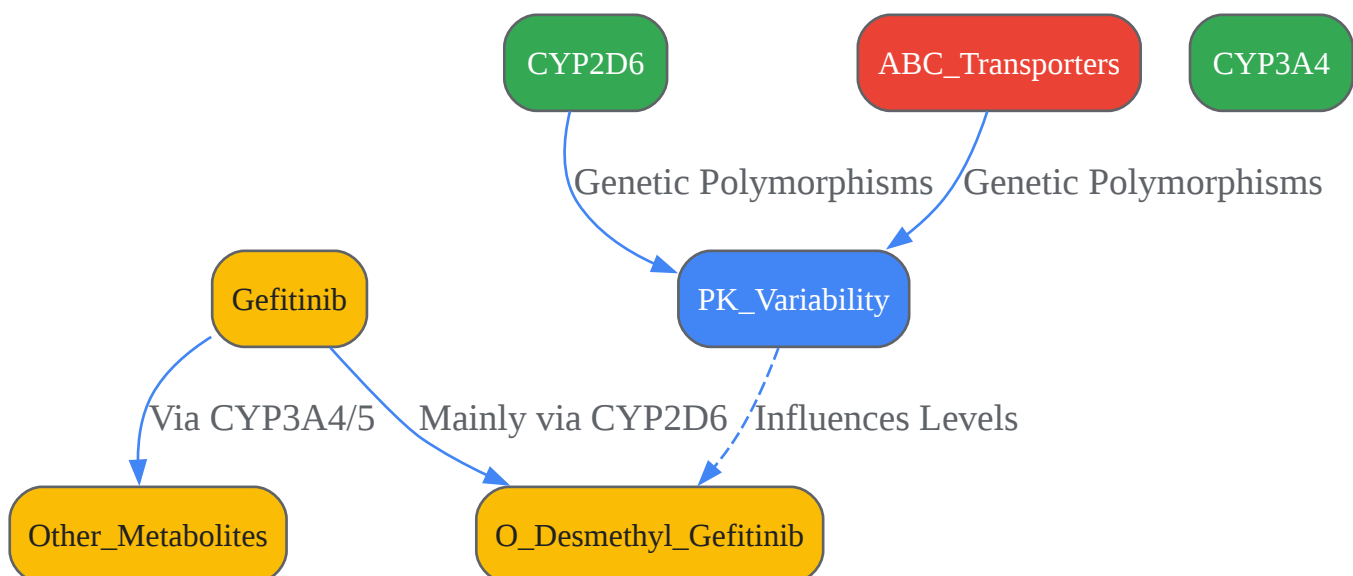 CYP2D6
ABC_Transporters
CYP3A4
Genetic Polymorphisms
Genetic Polymorphisms
Gefitinib
PK_Variability
Via CYP3A4/5
Mainly via CYP2D6
Influences Levels
Other_Metabolites
O_Desmethyl_Gefitinib